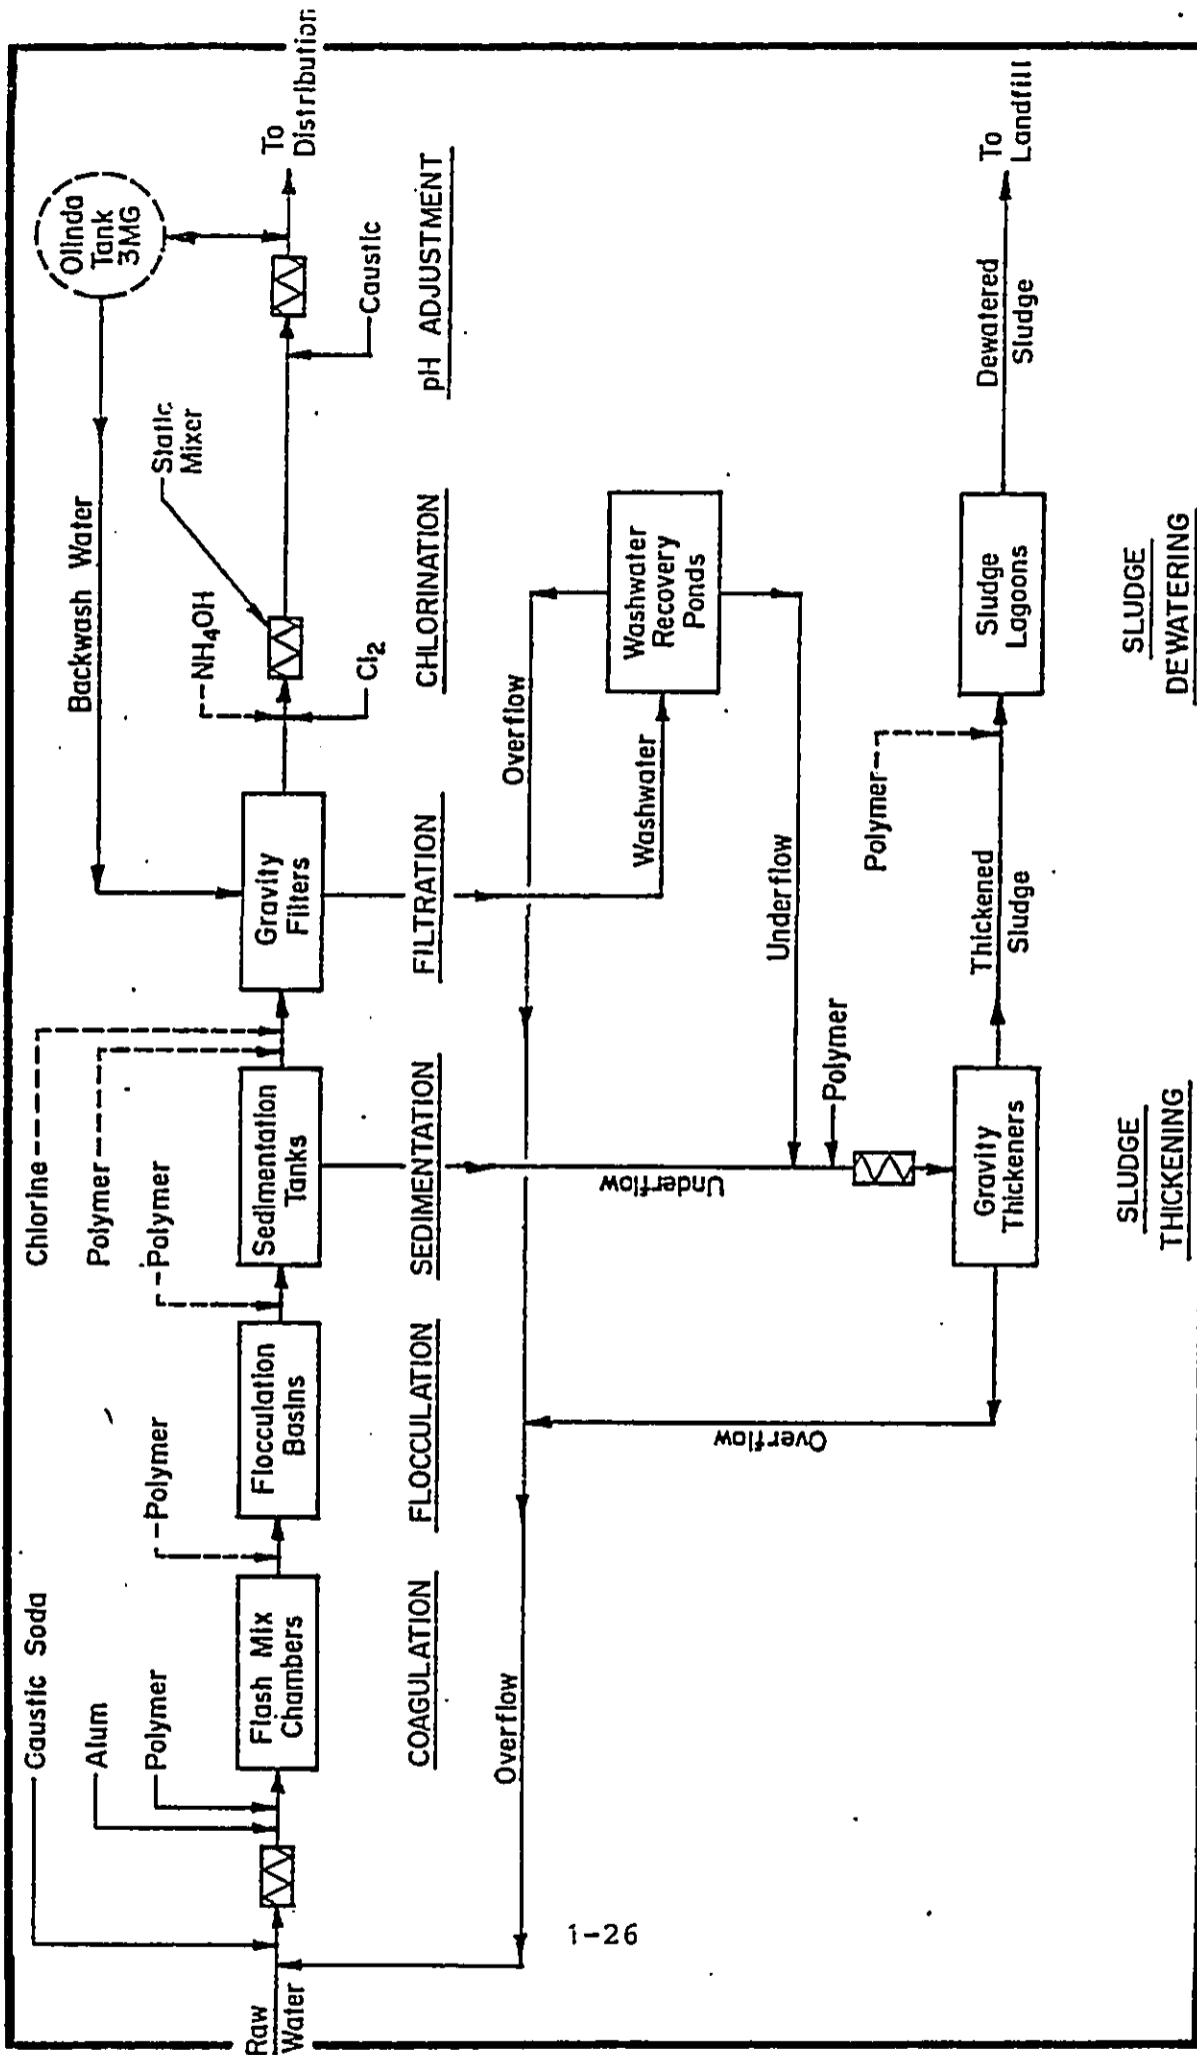 Caustic Soda
Alum
Polymer
Polymer
Polymer
Polymer
Chlorine
Backwash Water
Olinda
Tank
3MG
Raw
Water
Flash Mix
Chambers
Flocculation
Basins
Sedimentation
Tanks
Gravity
Filters
NH4OH
Cl2
Static
Mixer
Caustic
To
Distribution
COAGULATION
FLOCCULATION
SEDIMENTATION
FILTRATION
CHLORINATION
pH ADJUSTMENT
Overflow
Overflow
Underflow
Washwater
Washwater
Recovery
Ponds
Underflow
Polymer
Overflow
Gravity
Thickeners
Thickened
Sludge
Polymer
Sludge
Lagoons
Dewatered
Sludge
To
Landfill
SLUDGE
THICKENING
SLUDGE
DEWATERING
1-26